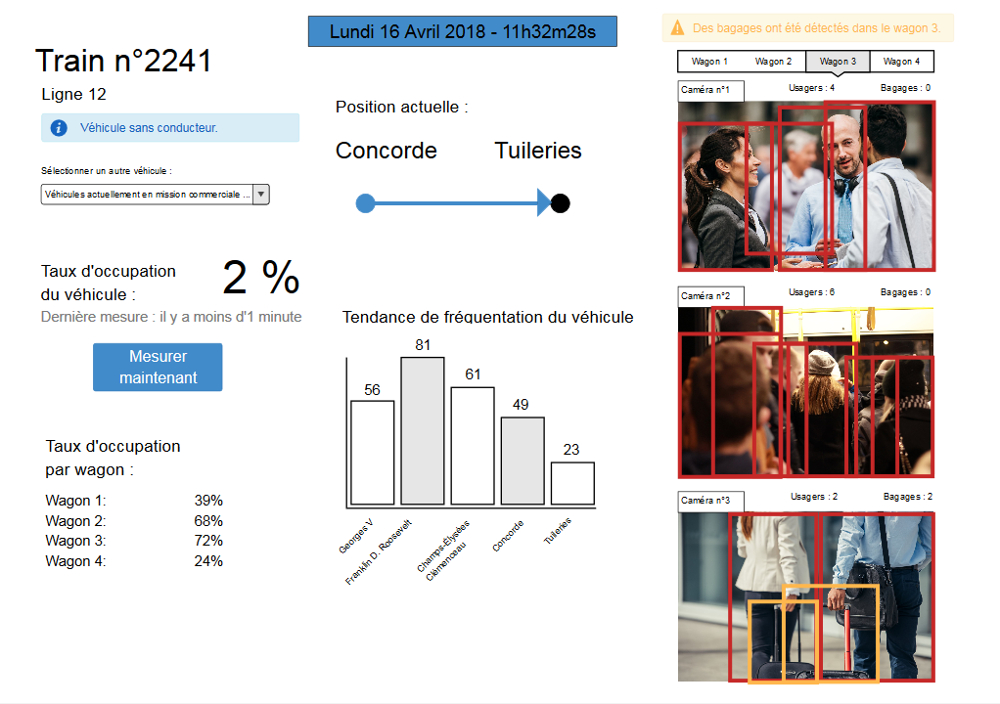 Lundi 16 Avril 2018 - 11h32m28s
Train n°2241
Ligne 12
Véhicule sans conducteur.
Sélectionner un autre véhicule :
Véhicules actuellement en mission commerciale ...
Taux d'occupation
du véhicule :
2 %
Dernière mesure : il y a moins d'1 minute
Mesurer
maintenant
Taux d'occupation
par wagon :
Wagon 1: 39%
Wagon 2: 68%
Wagon 3: 72%
Wagon 4: 24%
Position actuelle :
Concorde Tuileries
Tendance de fréquentation du véhicule
56
81
61
49
23
Georges V
Franklin D. Roosevelt
Champs-Elysées
Clémenceau
Concorde
Tuileries
Des bagages ont été détectés dans le wagon 3.
Wagon 1 Wagon 2 Wagon 3 Wagon 4
Caméra n°1 Usagers : 4 Bagages : 0
Caméra n°2 Usagers : 6 Bagages : 0
Caméra n°3 Usagers : 2 Bagages : 2